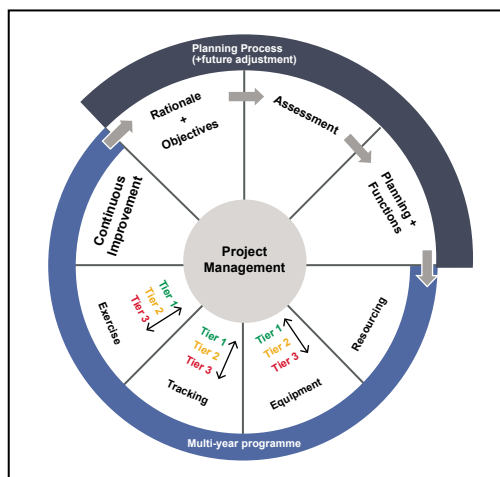 Planning Process
(+future adjustment)
Rationale
+
Objectives
Assessment
Planning +
Functions
Continuous
Improvement
Project
Management
Exercise
Tier 1
Tier 2
Tier 3
Tracking
Tier 1
Tier 2
Tier 3
Equipment
Tier 1
Tier 2
Tier 3
Resourcing
Multi-year programme